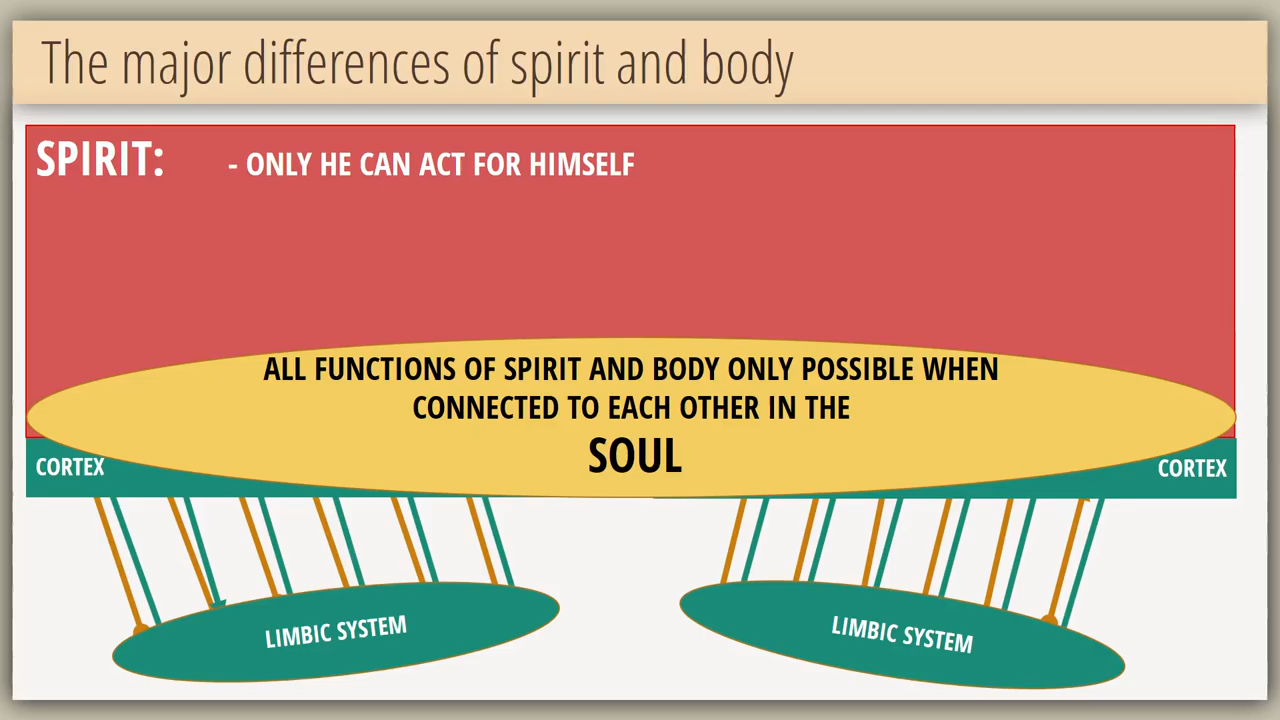 The major differences of spirit and body
SPIRIT: - ONLY HE CAN ACT FOR HIMSELF
ALL FUNCTIONS OF SPIRIT AND BODY ONLY POSSIBLE WHEN
CONNECTED TO EACH OTHER IN THE
SOUL
CORTEX
CORTEX
LIMBIC SYSTEM
LIMBIC SYSTEM